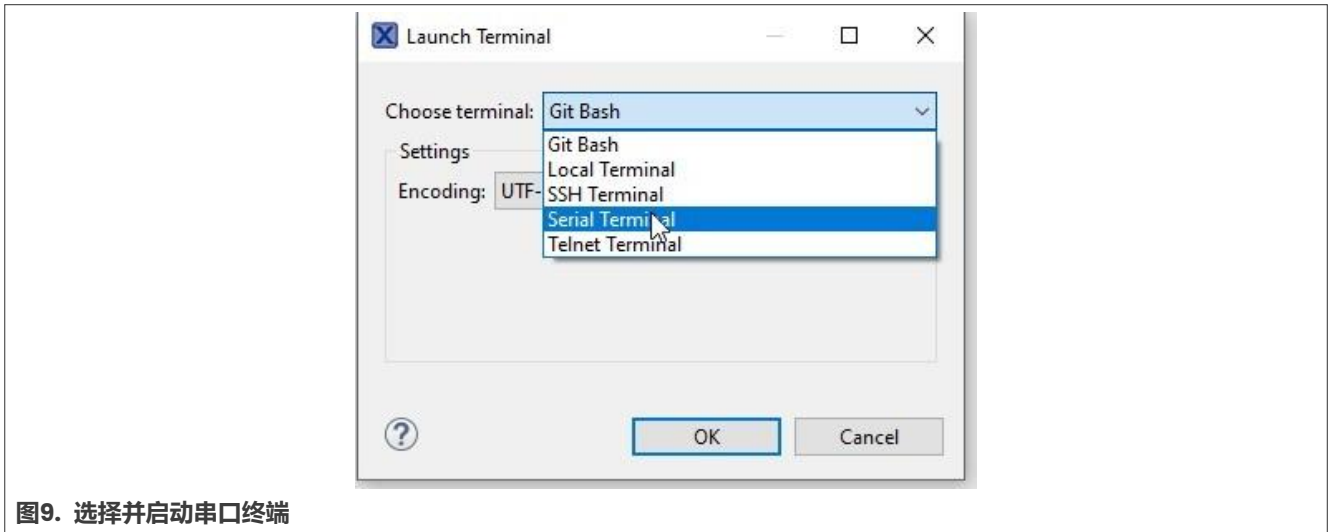 Launch Terminal
Choose terminal: Git Bash
Settings
Git Bash
Local Terminal
Encoding: UTF-
SSH Terminal
Serial Terminal
Telnet Terminal
?
OK Cancel
图9. 选择并启动串口终端